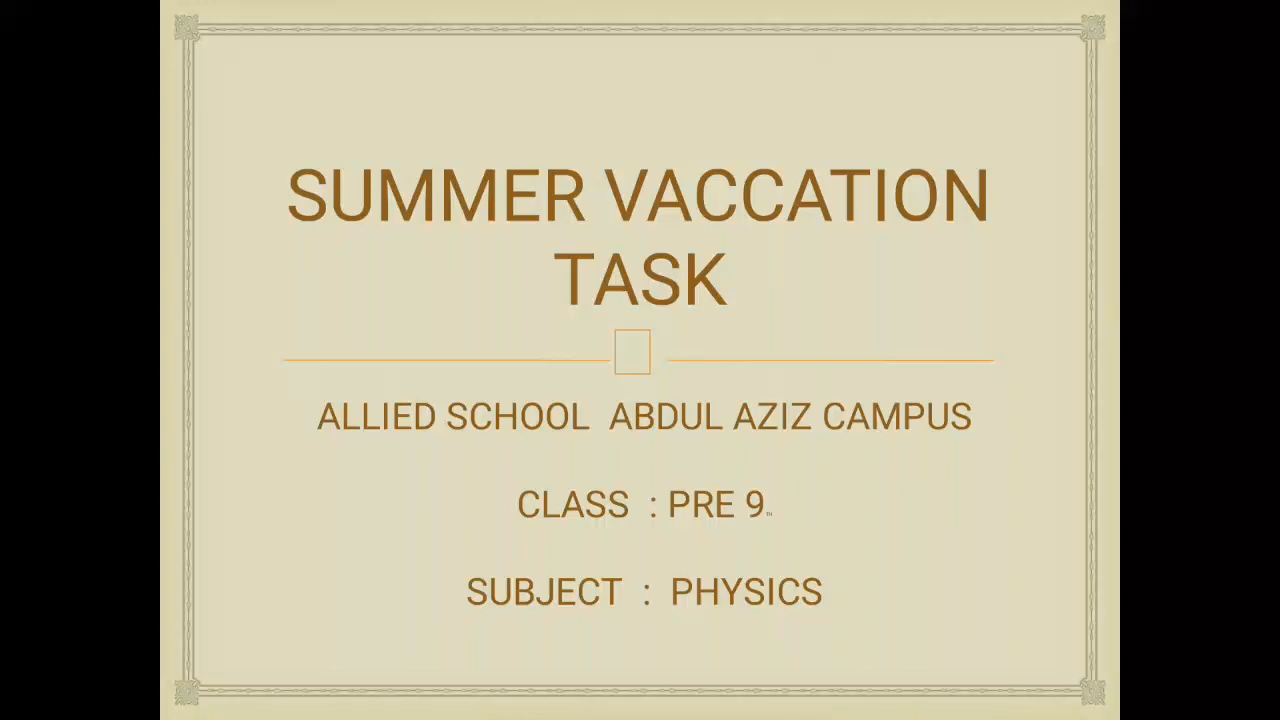 SUMMER VACCATION
TASK
ALLIED SCHOOL ABDUL AZIZ CAMPUS
CLASS : PRE 9
SUBJECT : PHYSICS